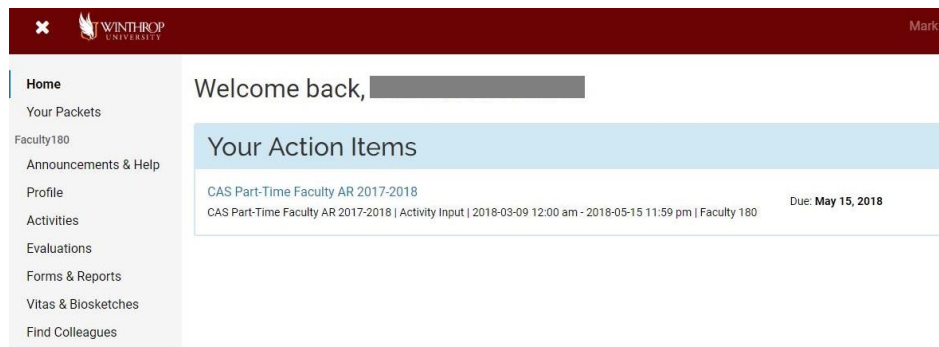 WINTHROP
UNIVERSITY
Mark
Home
Your Packets
Faculty180
Announcements & Help
Profile
Activities
Evaluations
Forms & Reports
Vitas & Biosketches
Find Colleagues
Welcome back,
Your Action Items
CAS Part-Time Faculty AR 2017-2018
CAS Part-Time Faculty AR 2017-2018 | Activity Input | 2018-03-09 12:00 am - 2018-05-15 11:59 pm | Faculty 180
Due: May 15, 2018